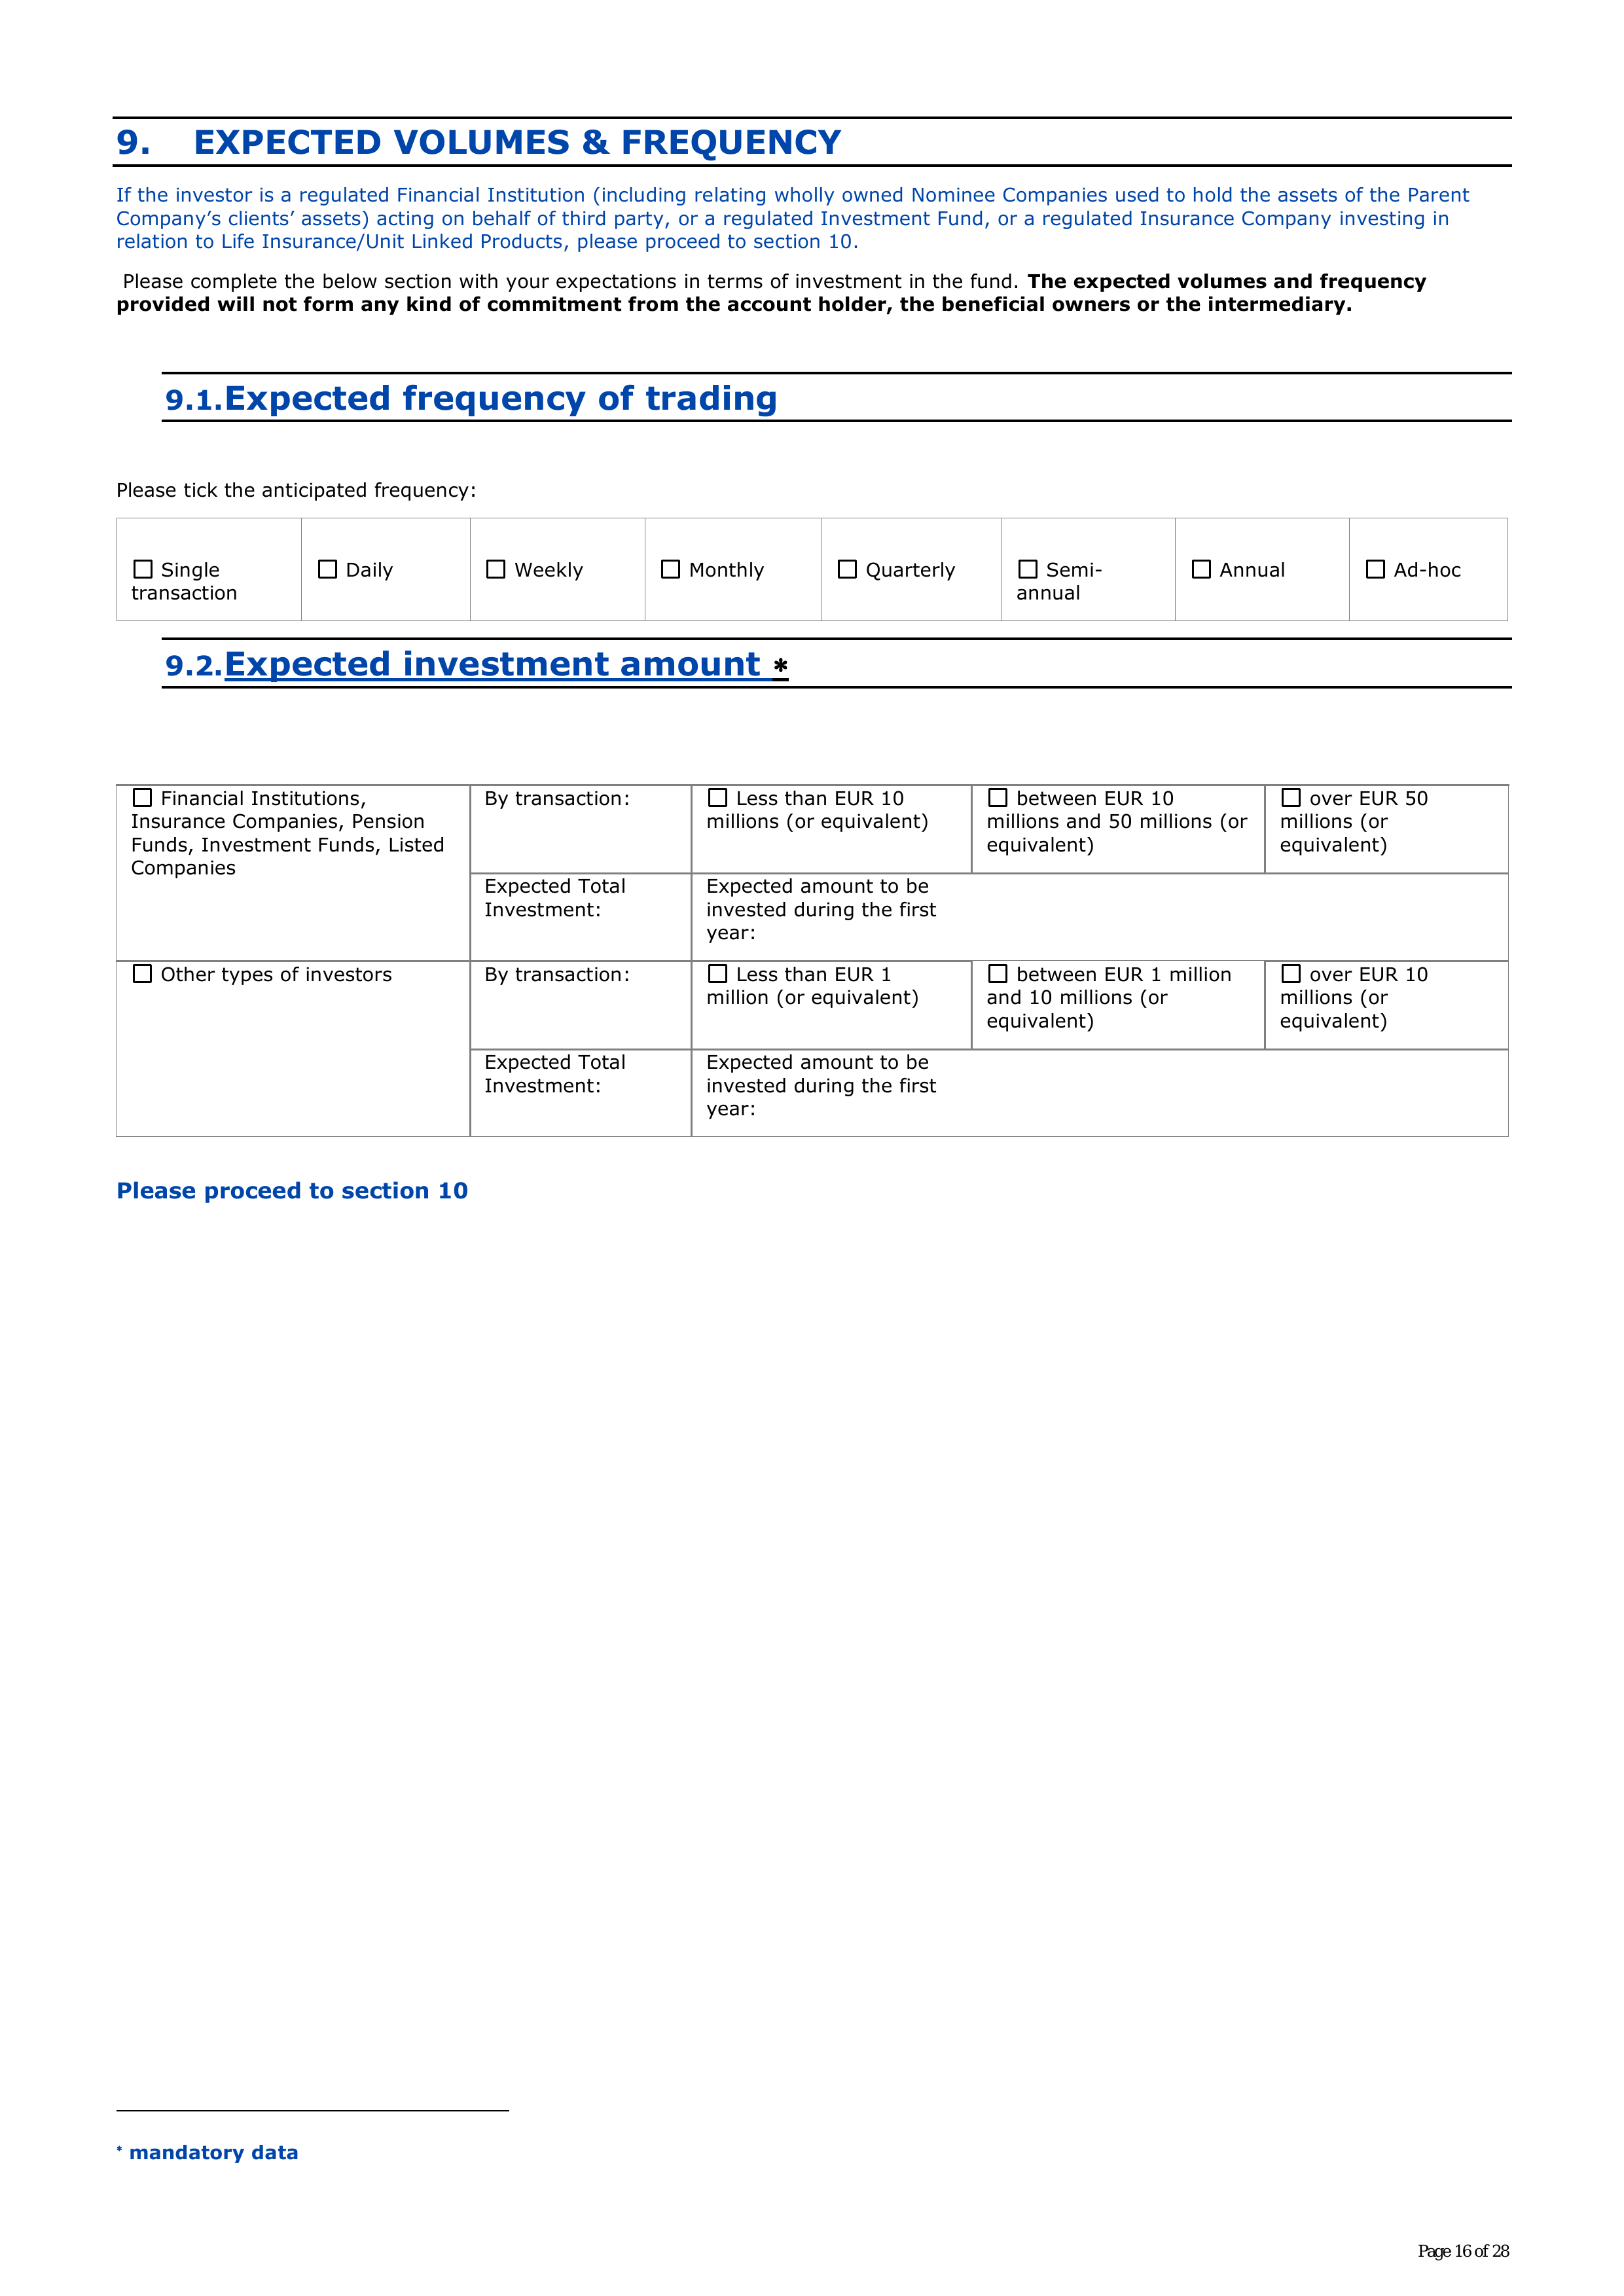 9. EXPECTED VOLUMES & FREQUENCY
If the investor is a regulated Financial Institution (including relating wholly owned Nominee Companies used to hold the assets of the Parent
Company’s clients’ assets) acting on behalf of third party, or a regulated Investment Fund, or a regulated Insurance Company investing in
relation to Life Insurance/Unit Linked Products, please proceed to section 10.
Please complete the below section with your expectations in terms of investment in the fund. The expected volumes and frequency
provided will not form any kind of commitment from the account holder, the beneficial owners or the intermediary.
9.1.Expected frequency of trading
Please tick the anticipated frequency:
☐ Single
transaction
☐ Daily
☐ Weekly
☐ Monthly
☐ Quarterly
☐ Semi-
annual
☐ Annual
☐ Ad-hoc
9.2.Expected investment amount *
☐ Financial Institutions,
Insurance Companies, Pension
Funds, Investment Funds, Listed
Companies
By transaction:
☐ Less than EUR 10
millions (or equivalent)
☐ between EUR 10
millions and 50 millions (or
equivalent)
☐ over EUR 50
millions (or
equivalent)
Expected Total
Investment:
Expected amount to be
invested during the first
year:
☐ Other types of investors
By transaction:
☐ Less than EUR 1
million (or equivalent)
☐ between EUR 1 million
and 10 millions (or
equivalent)
☐ over EUR 10
millions (or
equivalent)
Expected Total
Investment:
Expected amount to be
invested during the first
year:
Please proceed to section 10
* mandatory data
Page 16 of 28